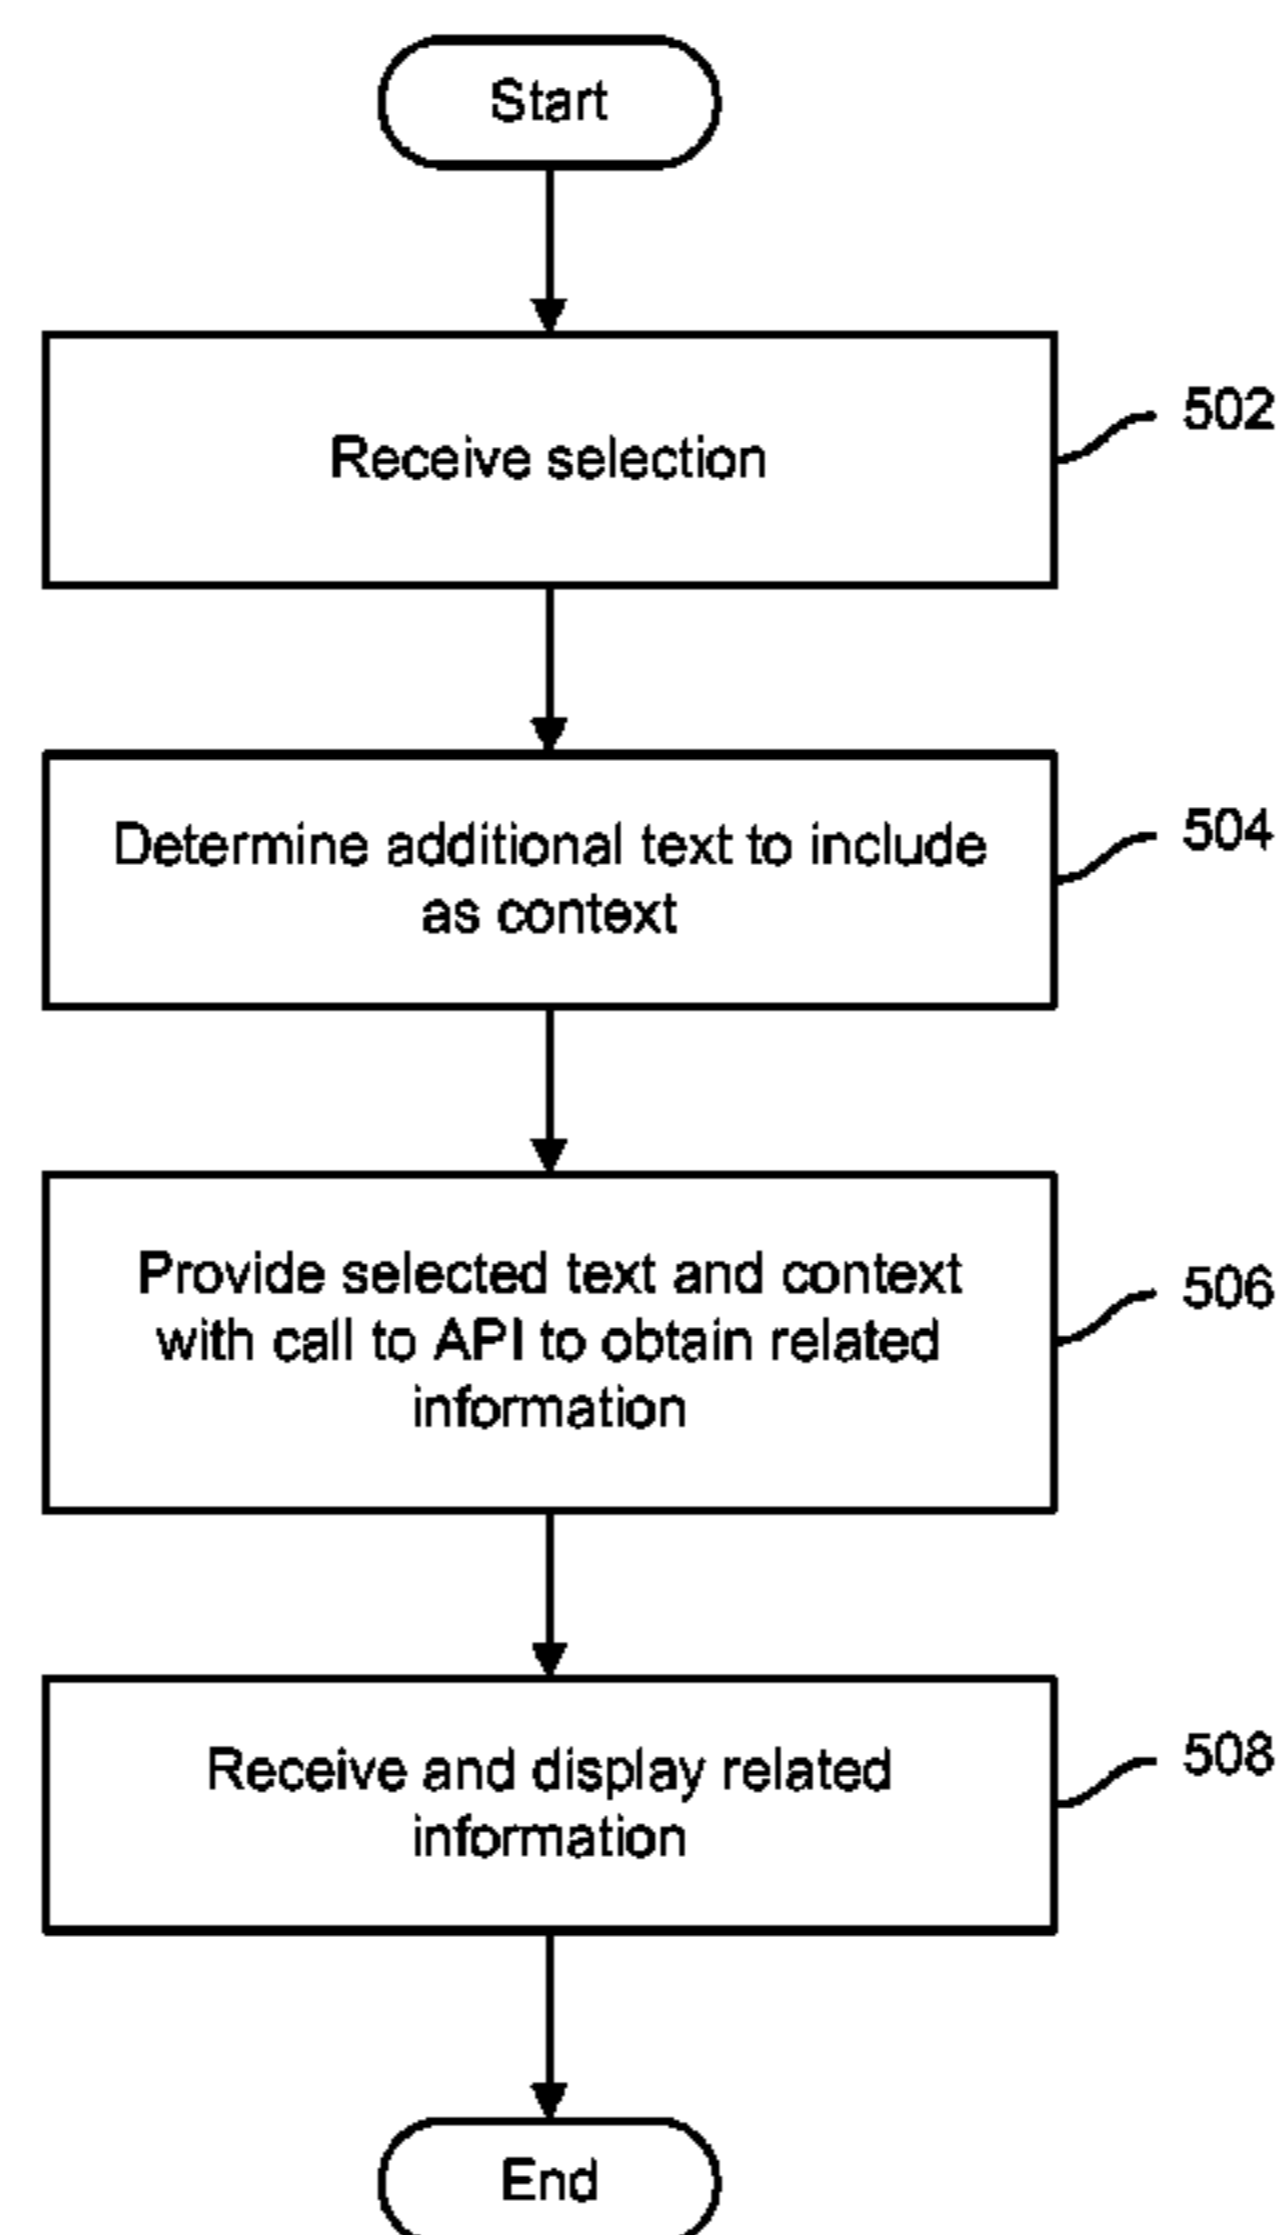 Start
Receive selection
502
Determine additional text to include
as context
504
Provide selected text and context
with call to API to obtain related
information
506
Receive and display related
information
508
End